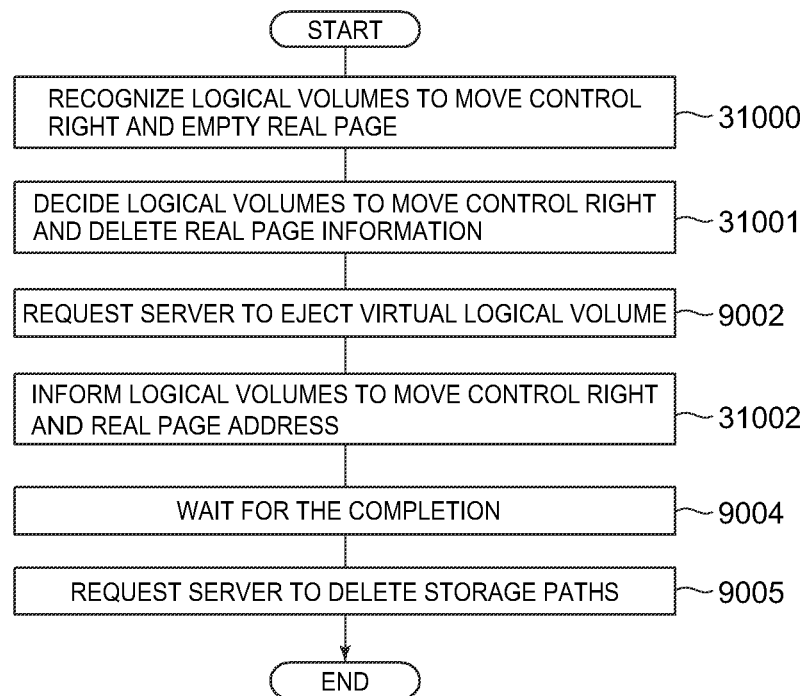 START
RECOGNIZE LOGICAL VOLUMES TO MOVE CONTROL
RIGHT AND EMPTY REAL PAGE
31000
DECIDE LOGICAL VOLUMES TO MOVE CONTROL RIGHT
AND DELETE REAL PAGE INFORMATION
31001
REQUEST SERVER TO EJECT VIRTUAL LOGICAL VOLUME
9002
INFORM LOGICAL VOLUMES TO MOVE CONTROL RIGHT
AND REAL PAGE ADDRESS
31002
WAIT FOR THE COMPLETION
9004
REQUEST SERVER TO DELETE STORAGE PATHS
9005
END